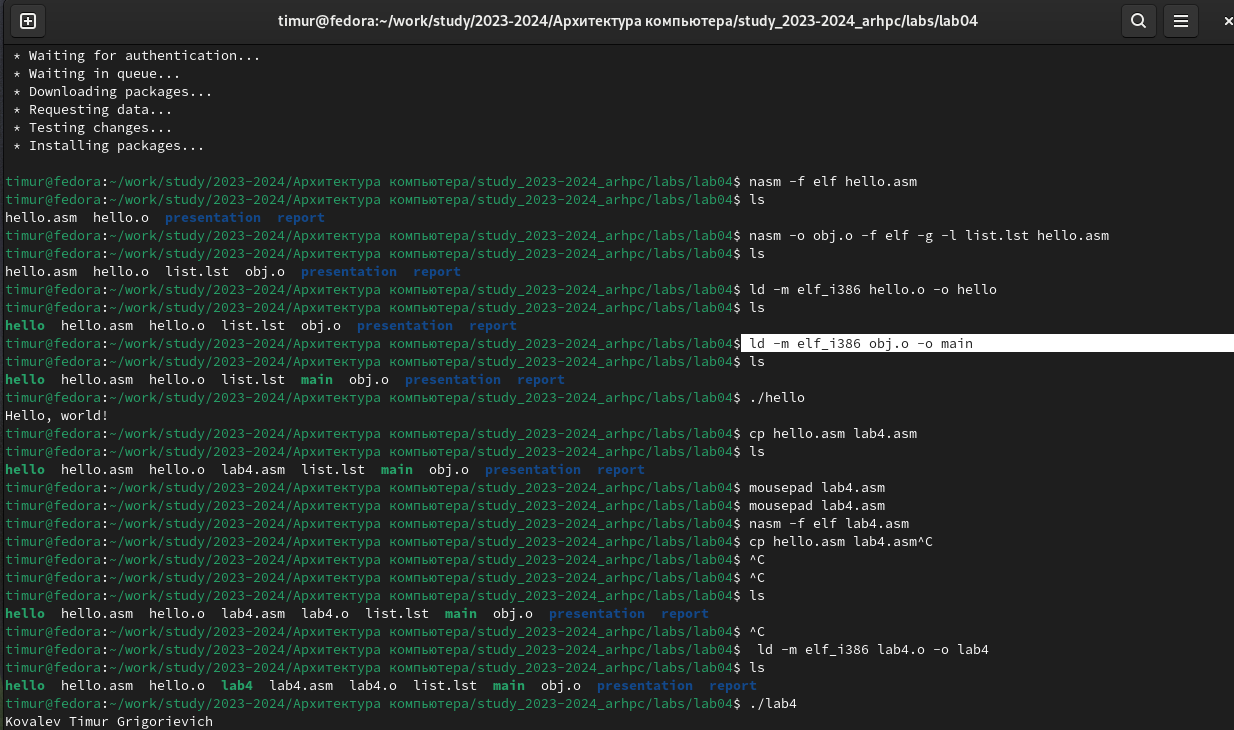 timur@fedora:~/work/study/2023-2024/Архитектура компьютера/study_2023-2024_arhpc/labs/lab04
* Waiting for authentication...
* Waiting in queue...
* Downloading packages...
* Requesting data...
* Testing changes...
* Installing packages...
timur@fedora:~/work/study/2023-2024/Архитектура компьютера/study_2023-2024_arhpc/labs/lab04$ nasm -f elf hello.asm
timur@fedora:~/work/study/2023-2024/Архитектура компьютера/study_2023-2024_arhpc/labs/lab04$ ls
hello.asm  hello.o  presentation  report
timur@fedora:~/work/study/2023-2024/Архитектура компьютера/study_2023-2024_arhpc/labs/lab04$ nasm -o obj.o -f elf -g -l list.lst hello.asm
timur@fedora:~/work/study/2023-2024/Архитектура компьютера/study_2023-2024_arhpc/labs/lab04$ ls
hello.asm  hello.o  list.lst  obj.o  presentation  report
timur@fedora:~/work/study/2023-2024/Архитектура компьютера/study_2023-2024_arhpc/labs/lab04$ ld -m elf_i386 hello.o -o hello
timur@fedora:~/work/study/2023-2024/Архитектура компьютера/study_2023-2024_arhpc/labs/lab04$ ls
hello  hello.asm  hello.o  list.lst  obj.o  presentation  report
timur@fedora:~/work/study/2023-2024/Архитектура компьютера/study_2023-2024_arhpc/labs/lab04$ ld -m elf_i386 obj.o -o main
timur@fedora:~/work/study/2023-2024/Архитектура компьютера/study_2023-2024_arhpc/labs/lab04$ ls
hello  hello.asm  hello.o  list.lst  main  obj.o  presentation  report
timur@fedora:~/work/study/2023-2024/Архитектура компьютера/study_2023-2024_arhpc/labs/lab04$ ./hello
Hello, world!
timur@fedora:~/work/study/2023-2024/Архитектура компьютера/study_2023-2024_arhpc/labs/lab04$ cp hello.asm lab4.asm
timur@fedora:~/work/study/2023-2024/Архитектура компьютера/study_2023-2024_arhpc/labs/lab04$ ls
hello  hello.asm  hello.o  lab4.asm  list.lst  main  obj.o  presentation  report
timur@fedora:~/work/study/2023-2024/Архитектура компьютера/study_2023-2024_arhpc/labs/lab04$ mousepad lab4.asm
timur@fedora:~/work/study/2023-2024/Архитектура компьютера/study_2023-2024_arhpc/labs/lab04$ mousepad lab4.asm
timur@fedora:~/work/study/2023-2024/Архитектура компьютера/study_2023-2024_arhpc/labs/lab04$ nasm -f elf lab4.asm
timur@fedora:~/work/study/2023-2024/Архитектура компьютера/study_2023-2024_arhpc/labs/lab04$ cp hello.asm lab4.asm^C
timur@fedora:~/work/study/2023-2024/Архитектура компьютера/study_2023-2024_arhpc/labs/lab04$ ^C
timur@fedora:~/work/study/2023-2024/Архитектура компьютера/study_2023-2024_arhpc/labs/lab04$ ^C
timur@fedora:~/work/study/2023-2024/Архитектура компьютера/study_2023-2024_arhpc/labs/lab04$ ls
hello  hello.asm  hello.o  lab4.asm  lab4.o  list.lst  main  obj.o  presentation  report
timur@fedora:~/work/study/2023-2024/Архитектура компьютера/study_2023-2024_arhpc/labs/lab04$ ^C
timur@fedora:~/work/study/2023-2024/Архитектура компьютера/study_2023-2024_arhpc/labs/lab04$  ld -m elf_i386 lab4.o -o lab4
timur@fedora:~/work/study/2023-2024/Архитектура компьютера/study_2023-2024_arhpc/labs/lab04$ ls
hello  hello.asm  hello.o  lab4  lab4.asm  lab4.o  list.lst  main  obj.o  presentation  report
timur@fedora:~/work/study/2023-2024/Архитектура компьютера/study_2023-2024_arhpc/labs/lab04$ ./lab4
Kovalev Timur Grigorievich